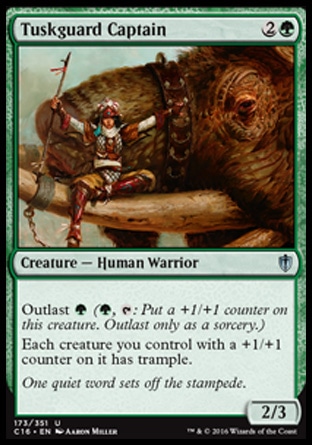 Tuskguard Captain 2
Creature — Human Warrior
Outlast ( , : Put a +1/+1 counter on
this creature. Outlast only as a sorcery.)
Each creature you control with a +1/+1
counter on it has trample.
One quiet word sets off the stampede.
2/3
173/351 U
C16 • EN Aaron Miller ™ & © 2016 Wizards of the Coast